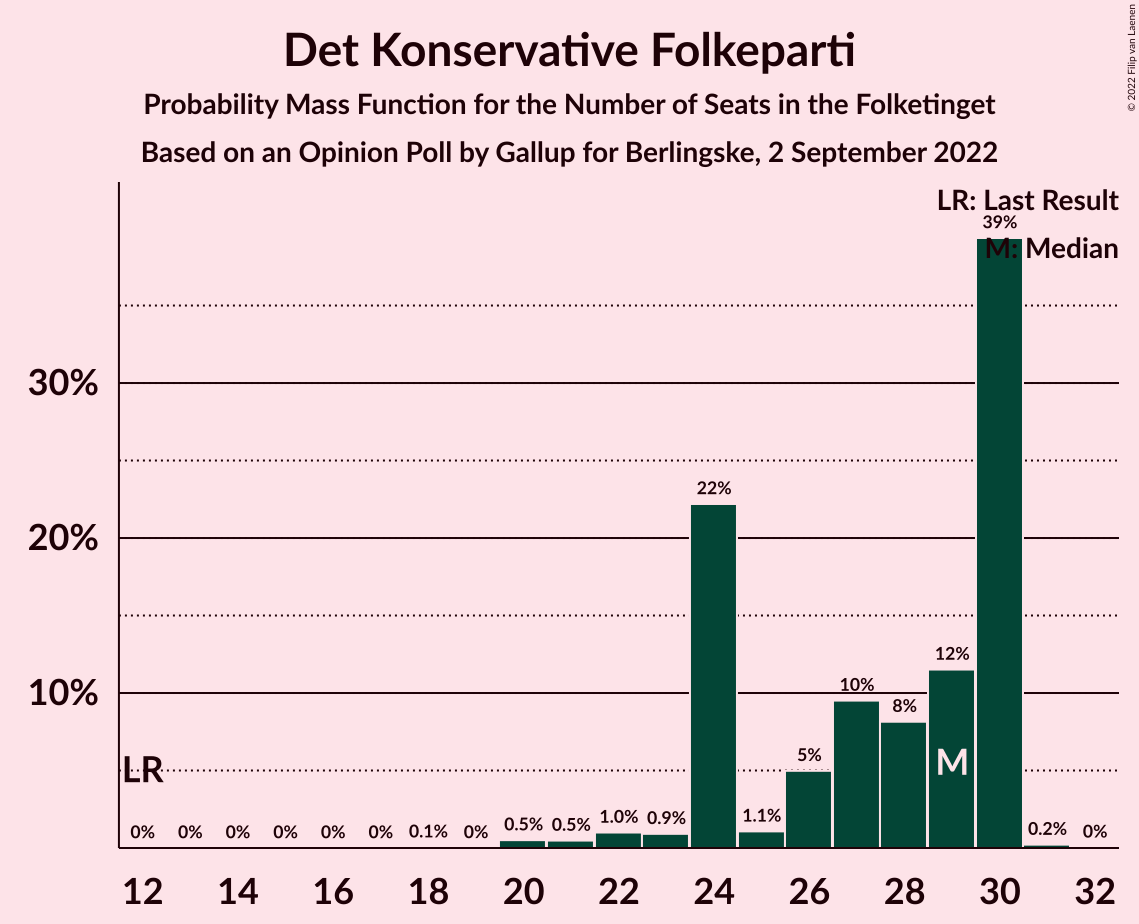 Det Konservative Folkeparti
Probability Mass Function for the Number of Seats in the Folketinget
Based on an Opinion Poll by Gallup for Berlingske, 2 September 2022
© 2022 Filip van Laenen
LR: Last Result
M: Median
39%
30%
22%
20%
12%
10%
10%
8%
5%
M
LR
0% 0% 0% 0% 0% 0% 0.1% 0% 0.5% 0.5% 1.0% 0.9% 1.1% 0.2% 0%
12 14 16 18 20 22 24 26 28 30 32